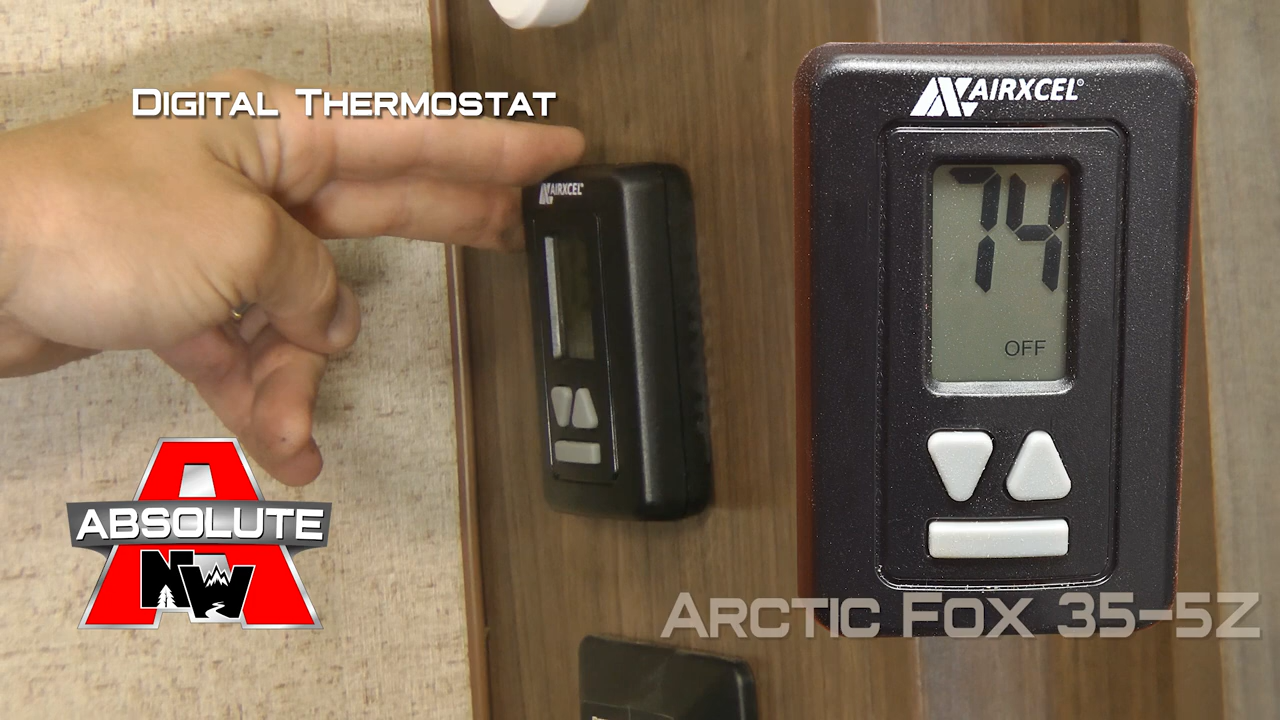 DIGITAL THERMOSTAT
AIRXCEL
AIRXCEL®
74
OFF
ABSOLUTE
A
NW
ARCTIC FOX 35-5Z